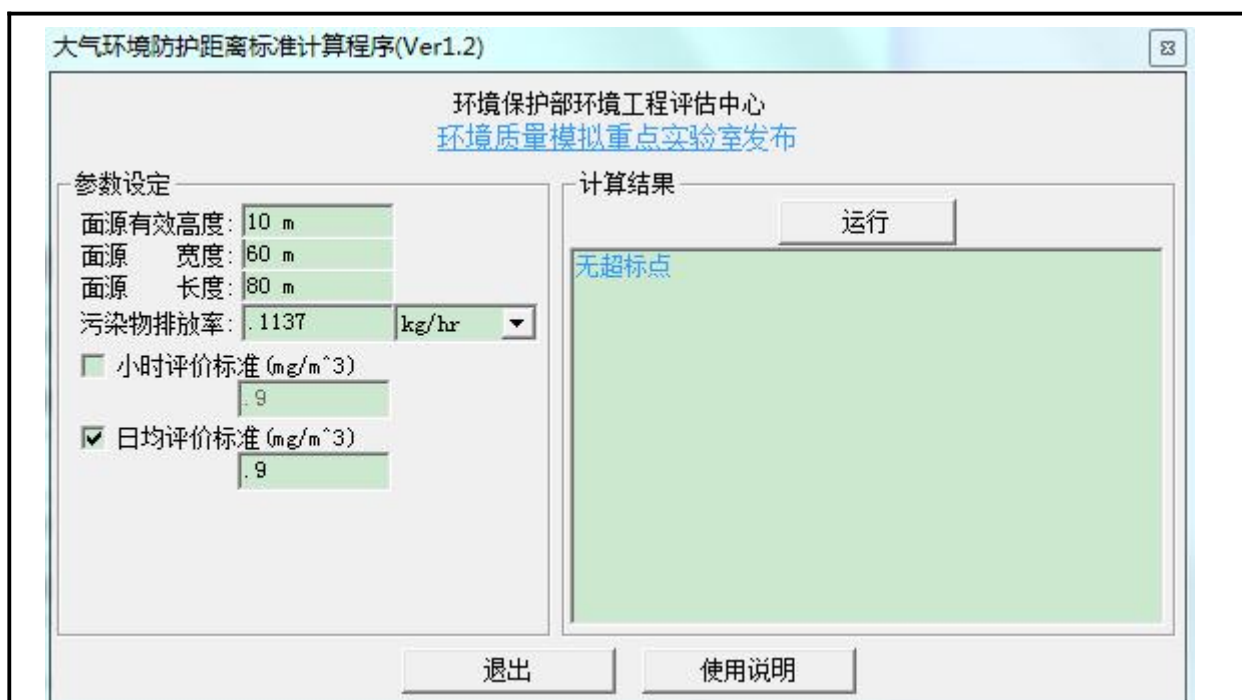 大气环境防护距离标准计算程序(Ver1.2)
环境保护部环境工程评估中心
环境质量模拟重点实验室发布
参数设定
面源有效高度: 10 m
面源 宽度: 60 m
面源 长度: 80 m
污染物排放率: .1137 kg/hr
小时评价标准(mg/m^3)
.9
日均评价标准(mg/m^3)
.9
计算结果
运行
无超标点
退出 使用说明